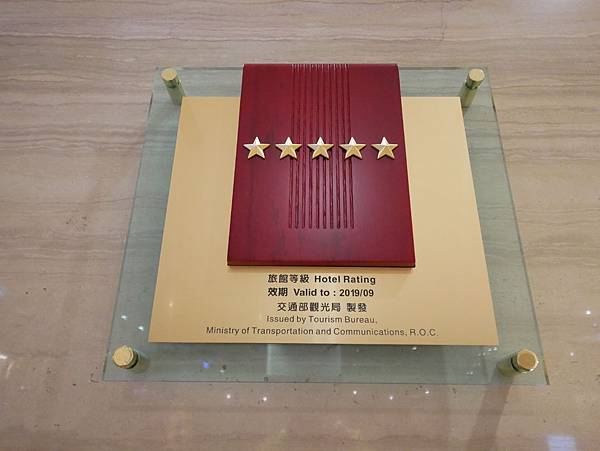 旅館等級 Hotel Rating
效期 Valid to : 2019/09
交通部觀光局 製發
Issued by Tourism Bureau,
Ministry of Transportation and Communications, R.O.C.